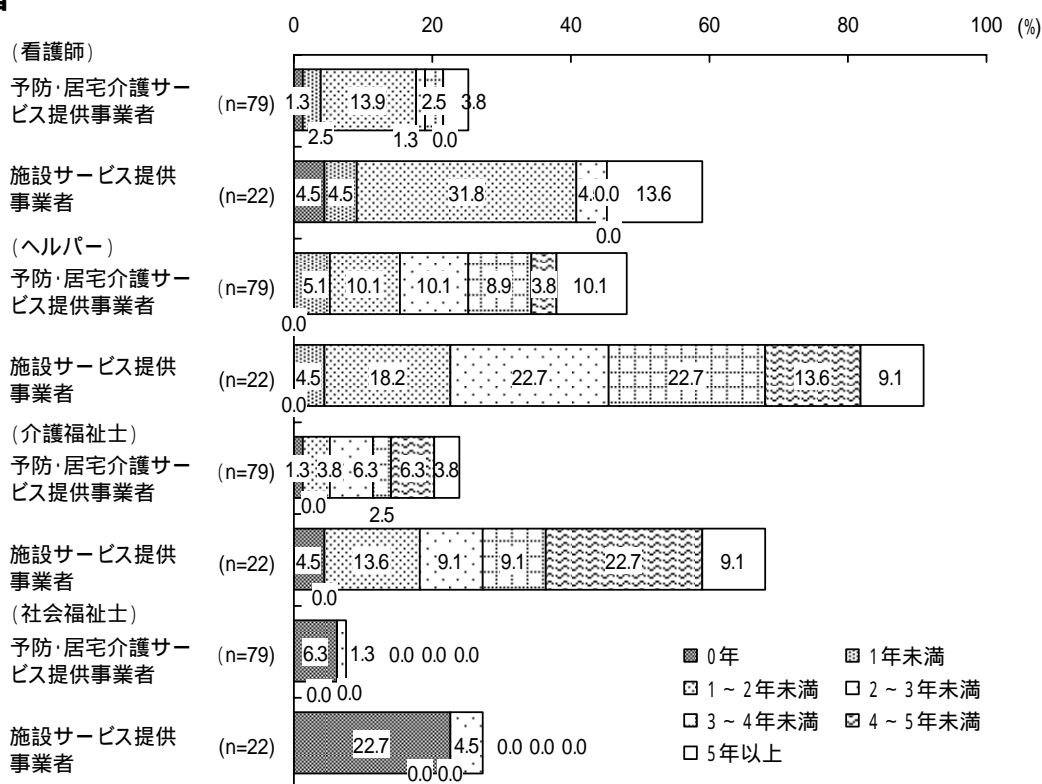 0 20 40 60 80 100 (%)
(看護師)
予防・居宅介護サー
ビス提供事業者
(n=79)
1.3 13.9 2.5 3.8
2.5 1.3 0.0
施設サービス提供
事業者
(n=22)
4.5 4.5 31.8 0.0 13.6
0.0
(ヘルパー)
予防・居宅介護サー
ビス提供事業者
(n=79)
5.1 10.1 10.1 8.9 3.8 10.1
0.0
施設サービス提供
事業者
(n=22)
4.5 18.2 22.7 22.7 13.6 9.1
0.0
(介護福祉士)
予防・居宅介護サー
ビス提供事業者
(n=79)
1.3 3.8 6.3 6.3 3.8
0.0 2.5
施設サービス提供
事業者
(n=22)
4.5 13.6 9.1 9.1 22.7 9.1
0.0
(社会福祉士)
予防・居宅介護サー
ビス提供事業者
(n=79)
6.3 1.3 0.0 0.0 0.0
0.0 0.0
施設サービス提供
事業者
(n=22)
22.7 4.5 0.0 0.0 0.0
0.0 0.0
0年 1年未満
1~2年未満 2~3年未満
3~4年未満 4~5年未満
5年以上